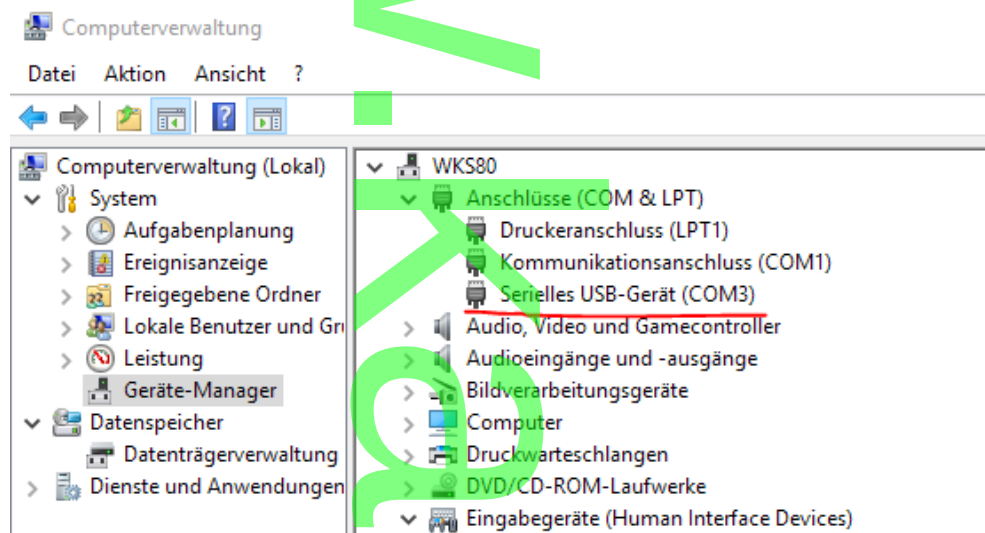 Computerverwaltung
Datei Aktion Ansicht ?
Computerverwaltung (Lokal)
System
Aufgabenplanung
Ereignisanzeige
Freigegebene Ordner
Lokale Benutzer und Gru
Leistung
Geräte-Manager
Datenspeicher
Datenträgerverwaltung
Dienste und Anwendungen
WKS80
Anschlüsse (COM & LPT)
Druckeranschluss (LPT1)
Kommunikationsanschluss (COM1)
Serielles USB-Gerät (COM3)
Audio, Video und Gamecontroller
Audioeingänge und -ausgänge
Bildverarbeitungsgeräte
Computer
Druckwarteschlangen
DVD/CD-ROM-Laufwerke
Eingabegeräte (Human Interface Devices)